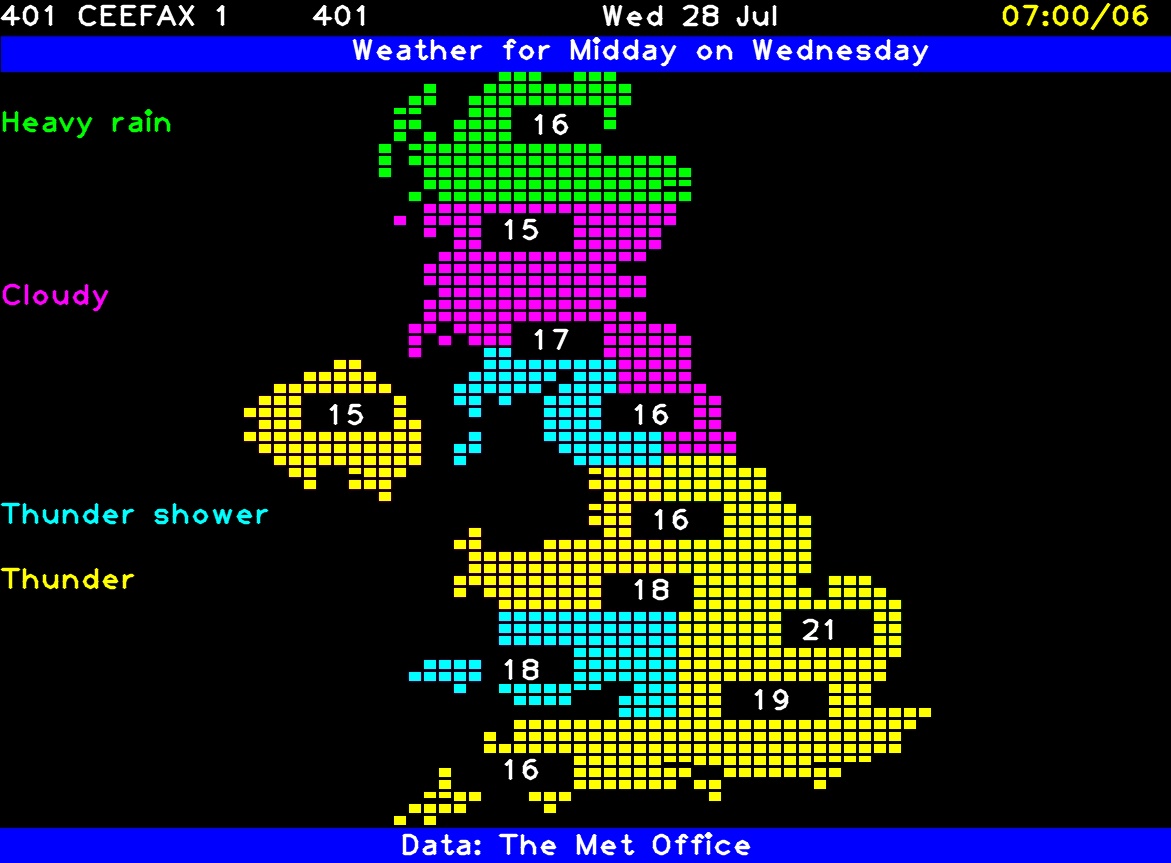 401 CEEFAX 1 401 Wed 28 Jul 07:00/06
Weather for Midday on Wednesday
Heavy rain
16
15
Cloudy
17
15
16
Thunder shower
16
Thunder
18
21
18
19
16
Data: The Met Office